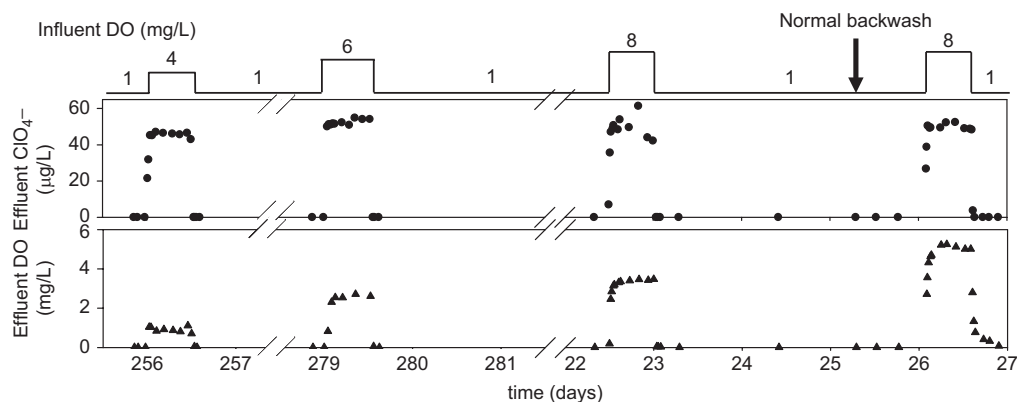 Influent DO (mg/L)
Normal backwash
1 4 1 6 1 8 1 8 1
Effluent ClO4−
(µg/L)
60
40
20
0
Effluent DO
(mg/L)
6
4
2
0
256 257 279 280 281 22 23 24 25 26 27
time (days)